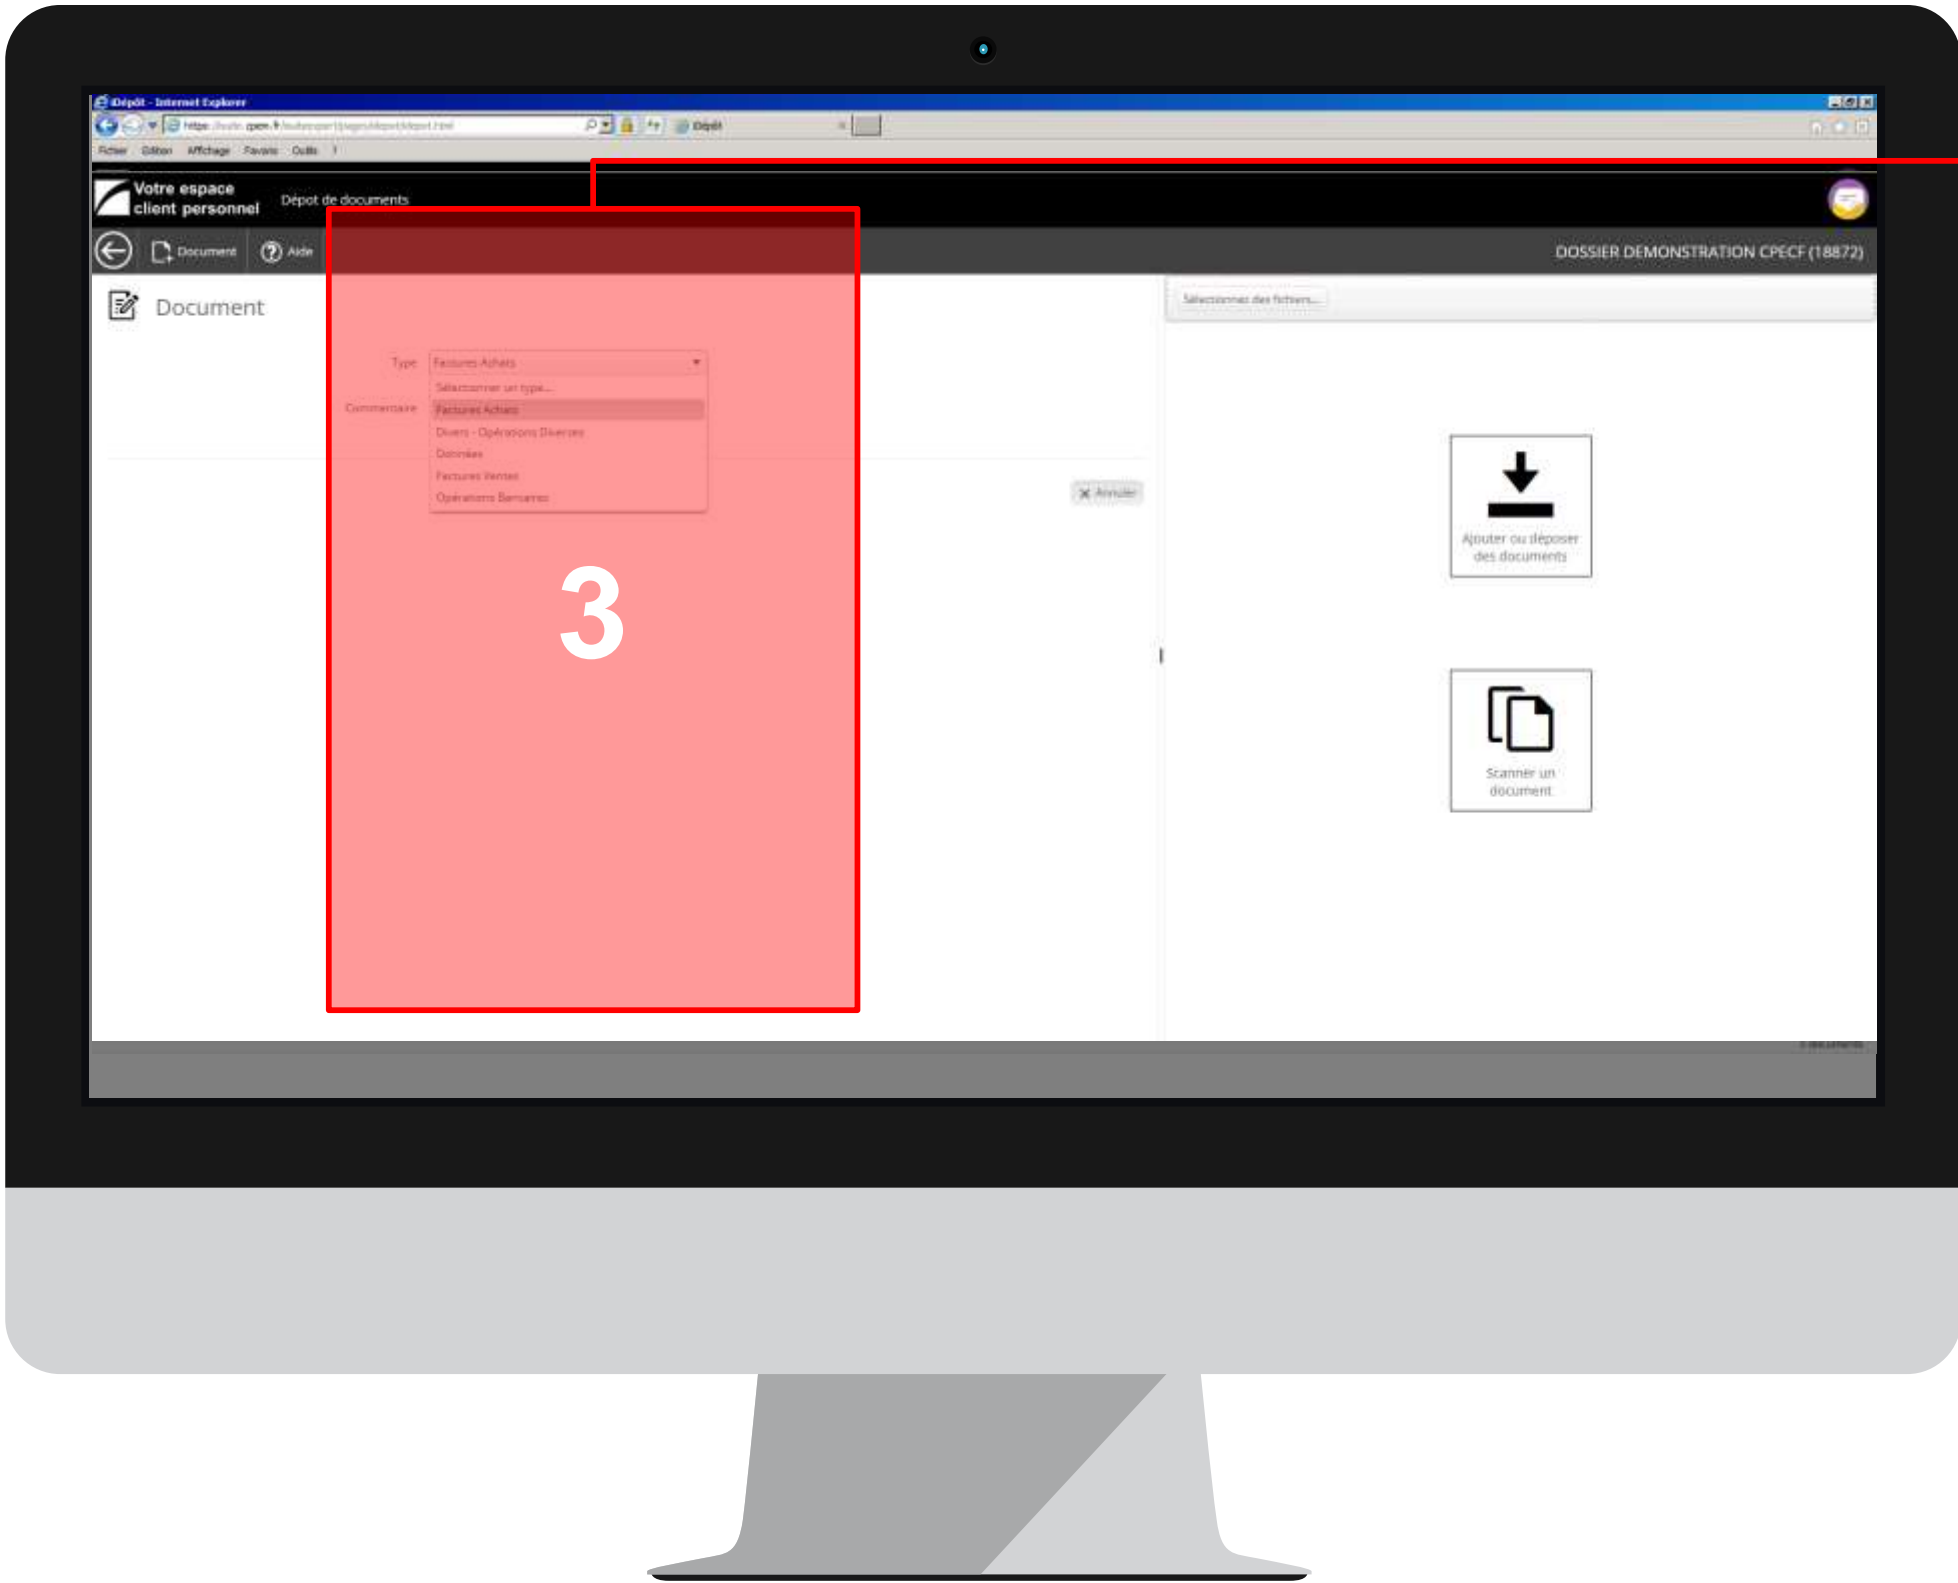 iDépôt - Internet Explorer
Dépôt
Fichier Edition Affichage Favoris Outils ?
Votre espace
client personnel
Dépot de documents
Document
Aide
DOSSIER DEMONSTRATION CPECF (18872)
Document
Sélectionnez des fichiers...
Type
Factures Achats
Sélectionner un type...
Commentaire
Factures Achats
Divers - Opérations Diverses
Données
Factures Ventes
Opérations Bancaires
Annuler
Ajouter ou déposer
des documents
3
Scanner un
document